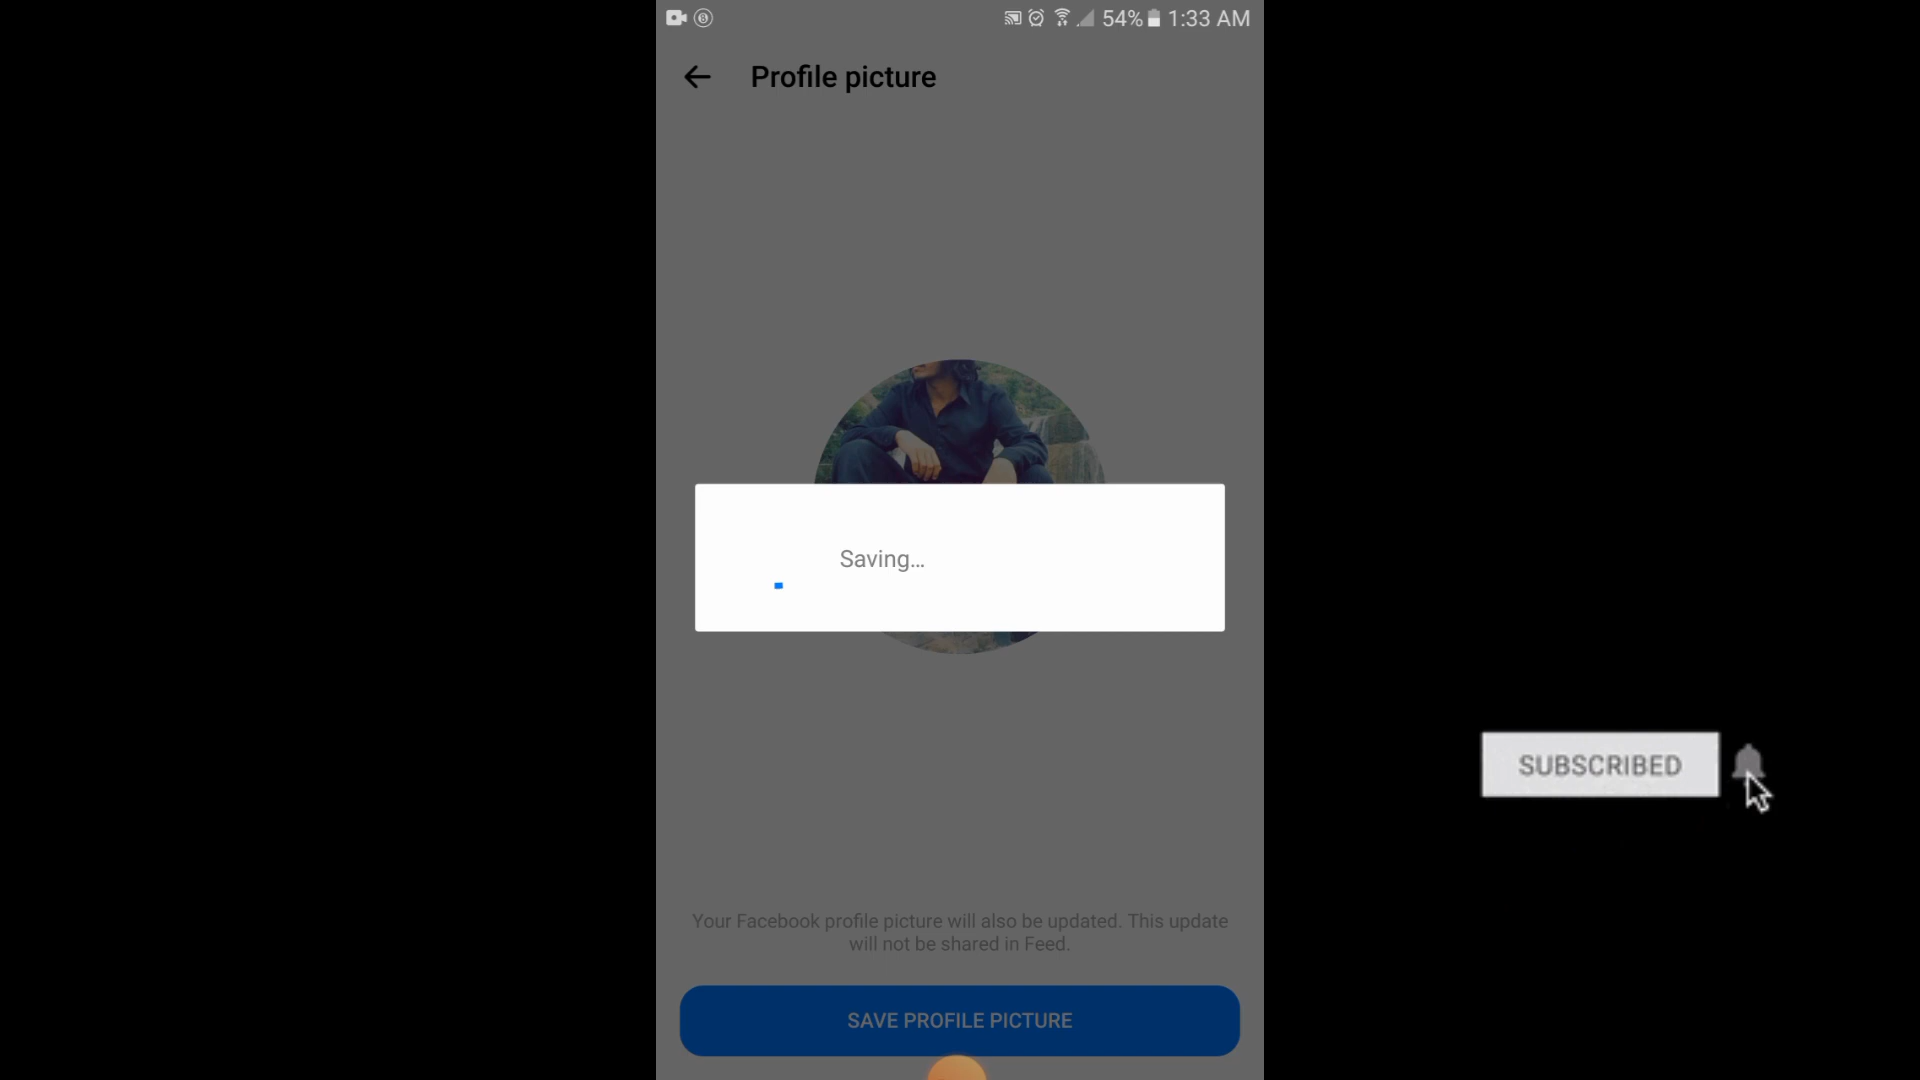 54% 1:33 AM
Profile picture
Saving...
SUBSCRIBED
Your Facebook profile picture will also be updated. This update
will not be shared in Feed.
SAVE PROFILE PICTURE